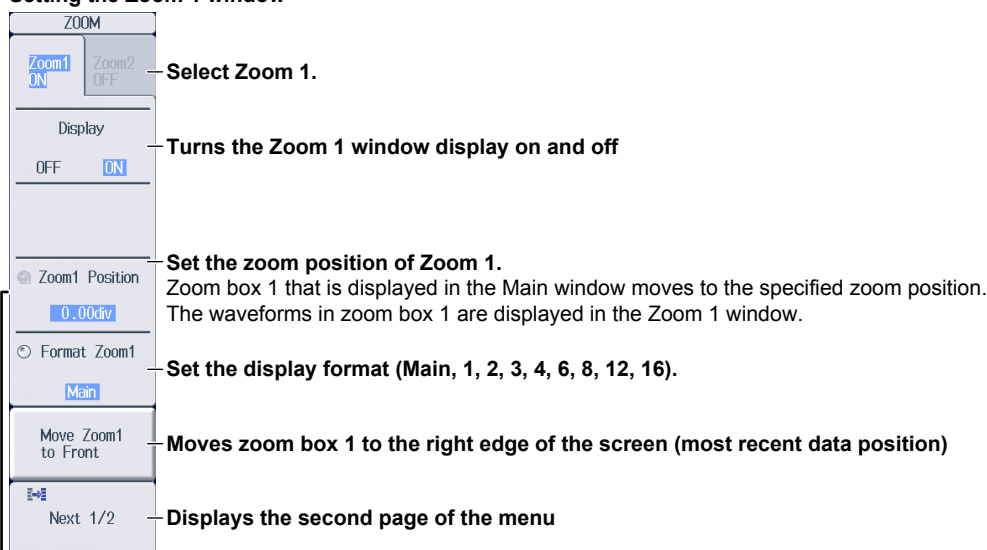 Setting the Zoom 1 window
ZOOM
Zoom1 Zoom2
ON OFF
Select Zoom 1.
Display
OFF ON
Turns the Zoom 1 window display on and off
Zoom1 Position
0.00div
Set the zoom position of Zoom 1.
Zoom box 1 that is displayed in the Main window moves to the specified zoom position.
The waveforms in zoom box 1 are displayed in the Zoom 1 window.
Format Zoom1
Main
Set the display format (Main, 1, 2, 3, 4, 6, 8, 12, 16).
Move Zoom1
to Front
Moves zoom box 1 to the right edge of the screen (most recent data position)
Next 1/2
Displays the second page of the menu